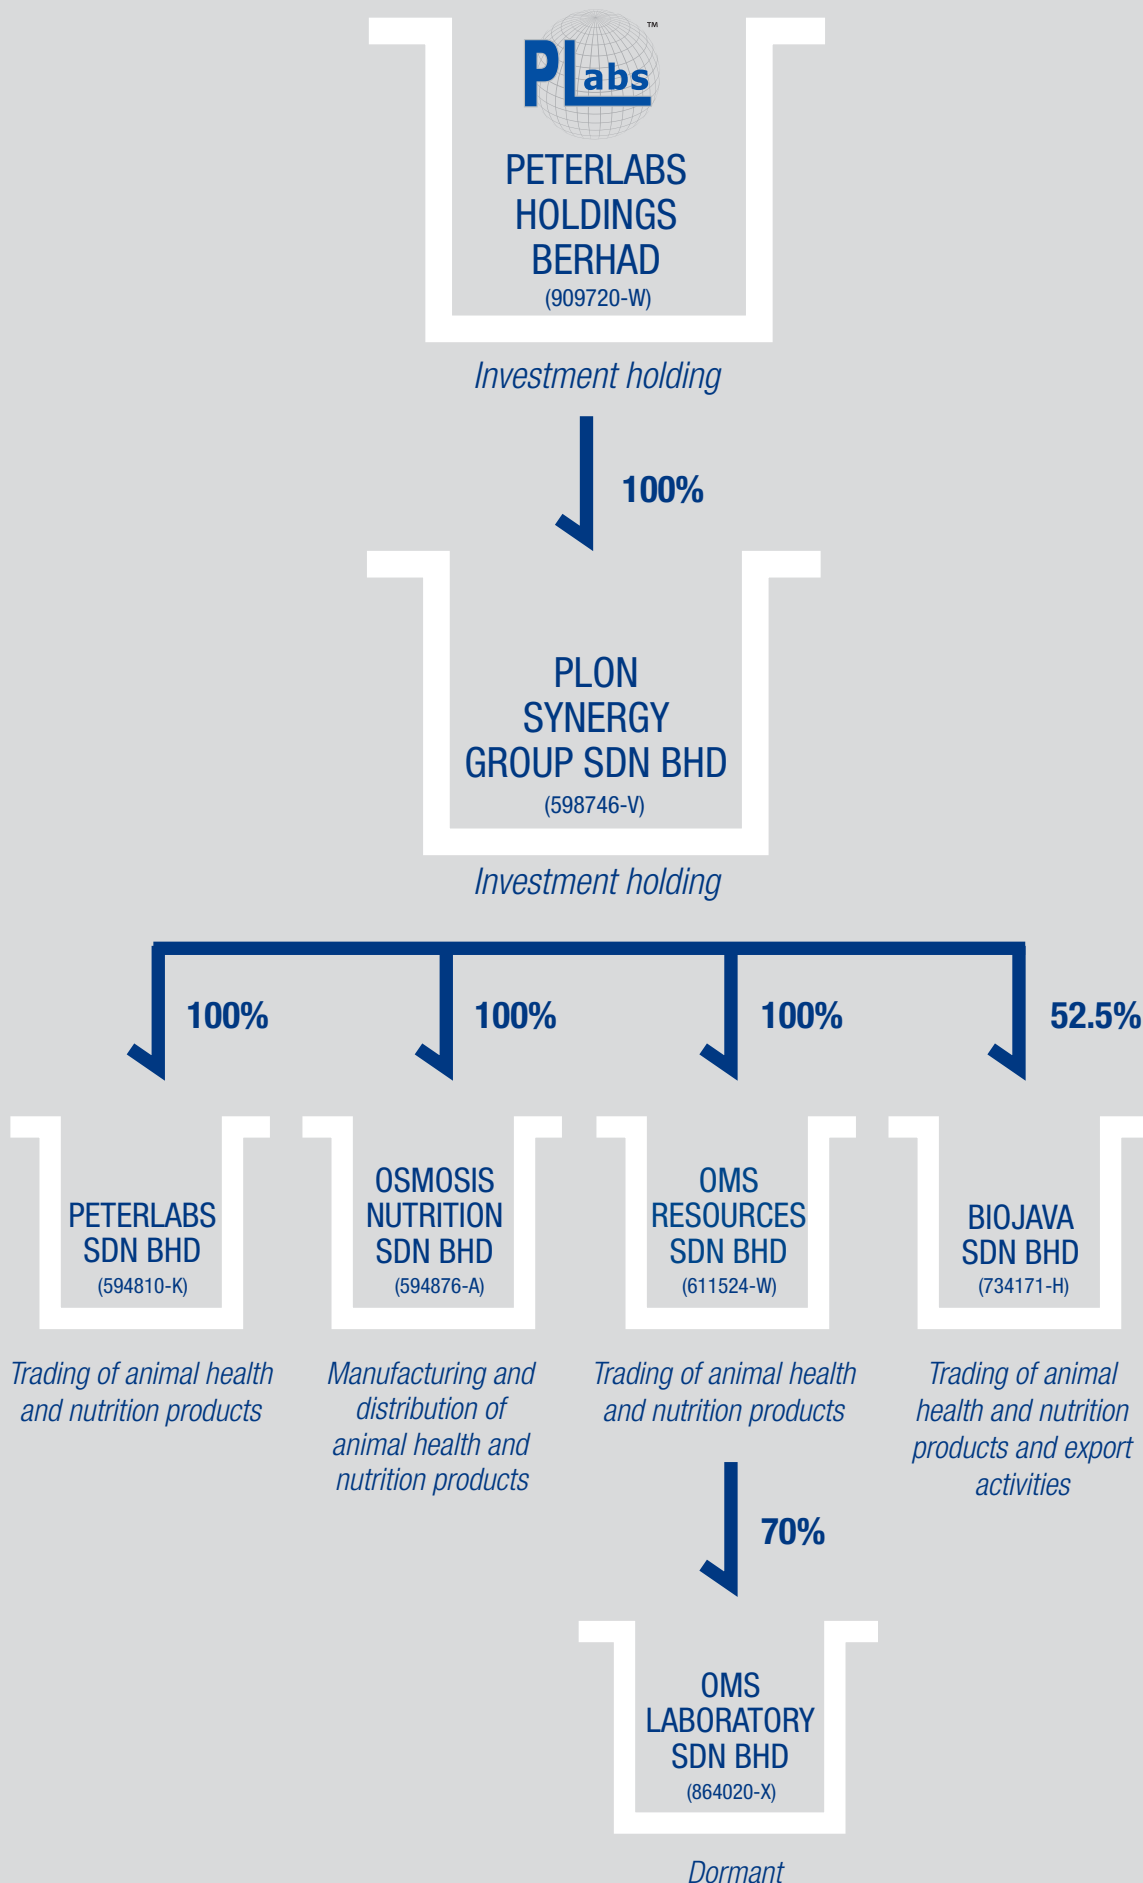 PLabs
TM
PETERLABS
HOLDINGS
BERHAD
(909720-W)
Investment holding
100%
PLON
SYNERGY
GROUP SDN BHD
(598746-V)
Investment holding
100%
100%
100%
52.5%
PETERLABS
SDN BHD
(594810-K)
Trading of animal health
and nutrition products
OSMOSIS
NUTRITION
SDN BHD
(594876-A)
Manufacturing and
distribution of
animal health and
nutrition products
OMS
RESOURCES
SDN BHD
(611524-W)
Trading of animal health
and nutrition products
BIOJAVA
SDN BHD
(734171-H)
Trading of animal
health and nutrition
products and export
activities
70%
OMS
LABORATORY
SDN BHD
(864020-X)
Dormant